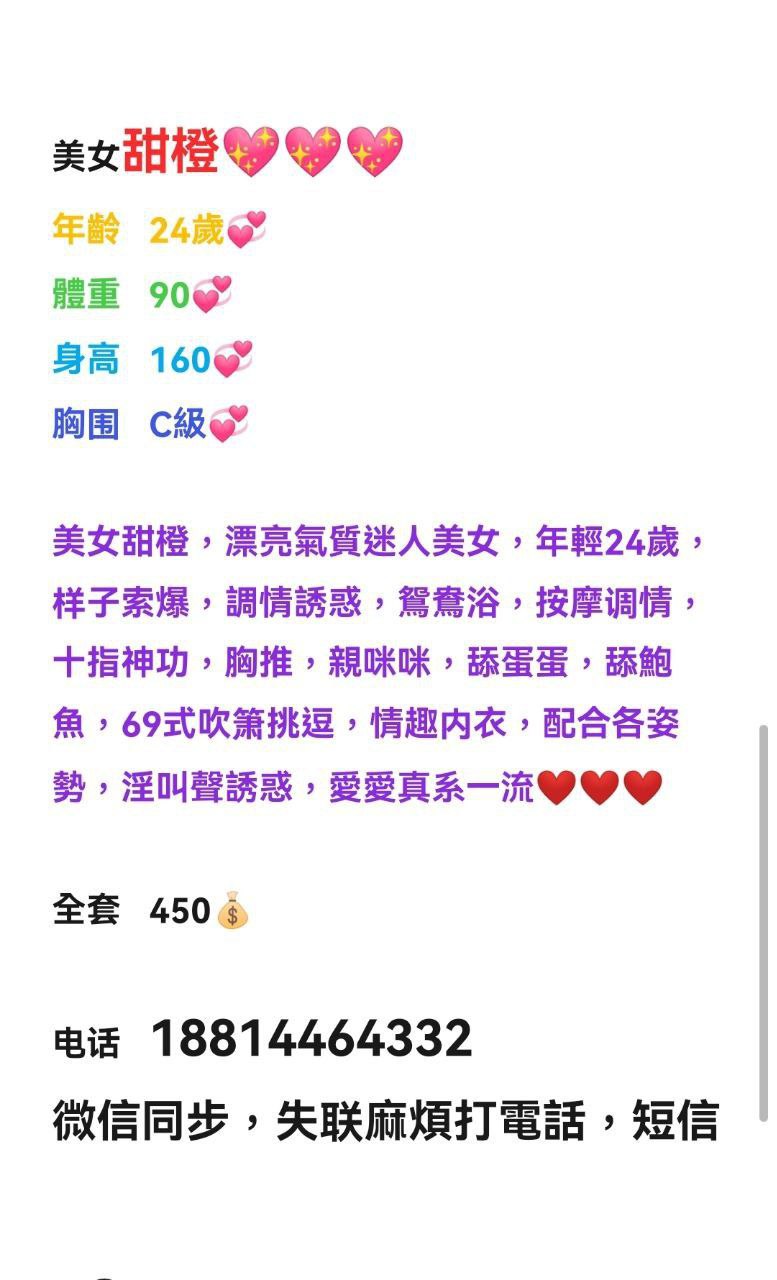 美女甜橙💖💖💖
年齡 24歲💞
體重 90💞
身高 160💞
胸围 C級💞
美女甜橙，漂亮氣質迷人美女，年輕24歲，
样子索爆，調情誘惑，鴛鴦浴，按摩调情，
十指神功，胸推，親咪咪，舔蛋蛋，舔鮑
魚，69式吹箫挑逗，情趣内衣，配合各姿
勢，淫叫聲誘惑，愛愛真系一流❤️❤️❤️
全套 450💰
电话 18814464332
微信同步，失联麻煩打電話，短信